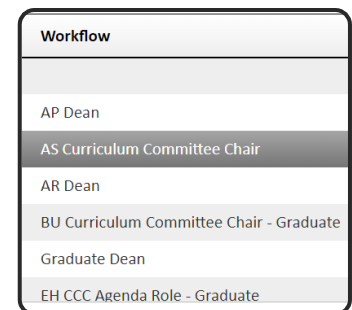 Workflow
AP Dean
AS Curriculum Committee Chair
AR Dean
BU Curriculum Committee Chair - Graduate
Graduate Dean
EH CCC Agenda Role - Graduate